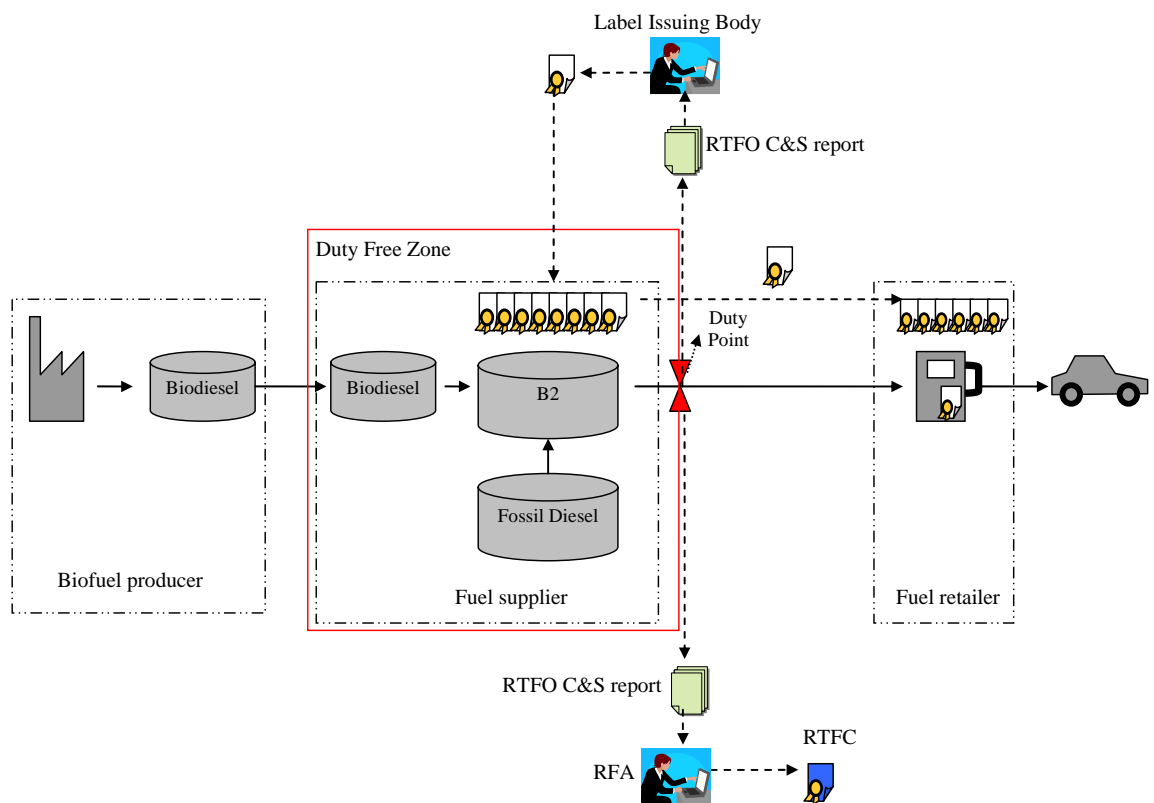 Label Issuing Body
RTFO C&S report
Duty Free Zone
Duty
Point
Biodiesel
Biodiesel
B2
Fossil Diesel
Biofuel producer
Fuel supplier
Fuel retailer
RTFO C&S report
RTFC
RFA